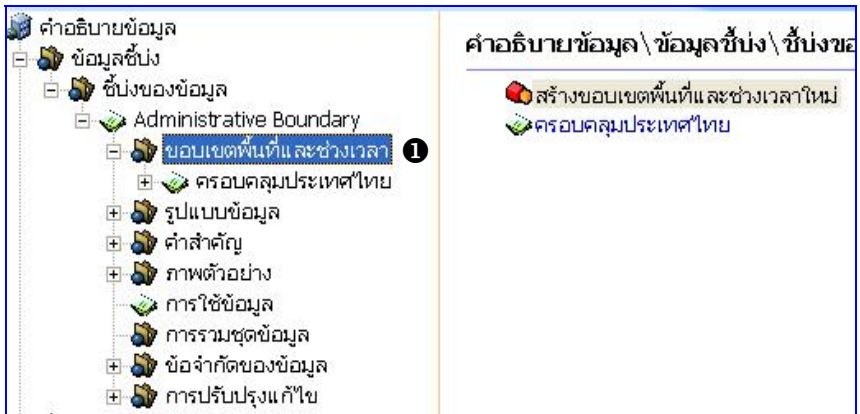 คำอธิบายข้อมูล
ข้อมูลชี้บ่ง
ชี้บ่งของข้อมูล
Administrative Boundary
ขอบเขตพื้นที่และช่วงเวลา ❶
ครอบคลุมประเทศไทย
รูปแบบข้อมูล
คำสำคัญ
ภาพตัวอย่าง
การใช้ข้อมูล
การรวมชุดข้อมูล
ข้อจำกัดของข้อมูล
การปรับปรุงแก้ไข
คำอธิบายข้อมูล\ข้อมูลชี้บ่ง\ชี้บ่งขอ
สร้างขอบเขตพื้นที่และช่วงเวลาใหม่
ครอบคลุมประเทศไทย